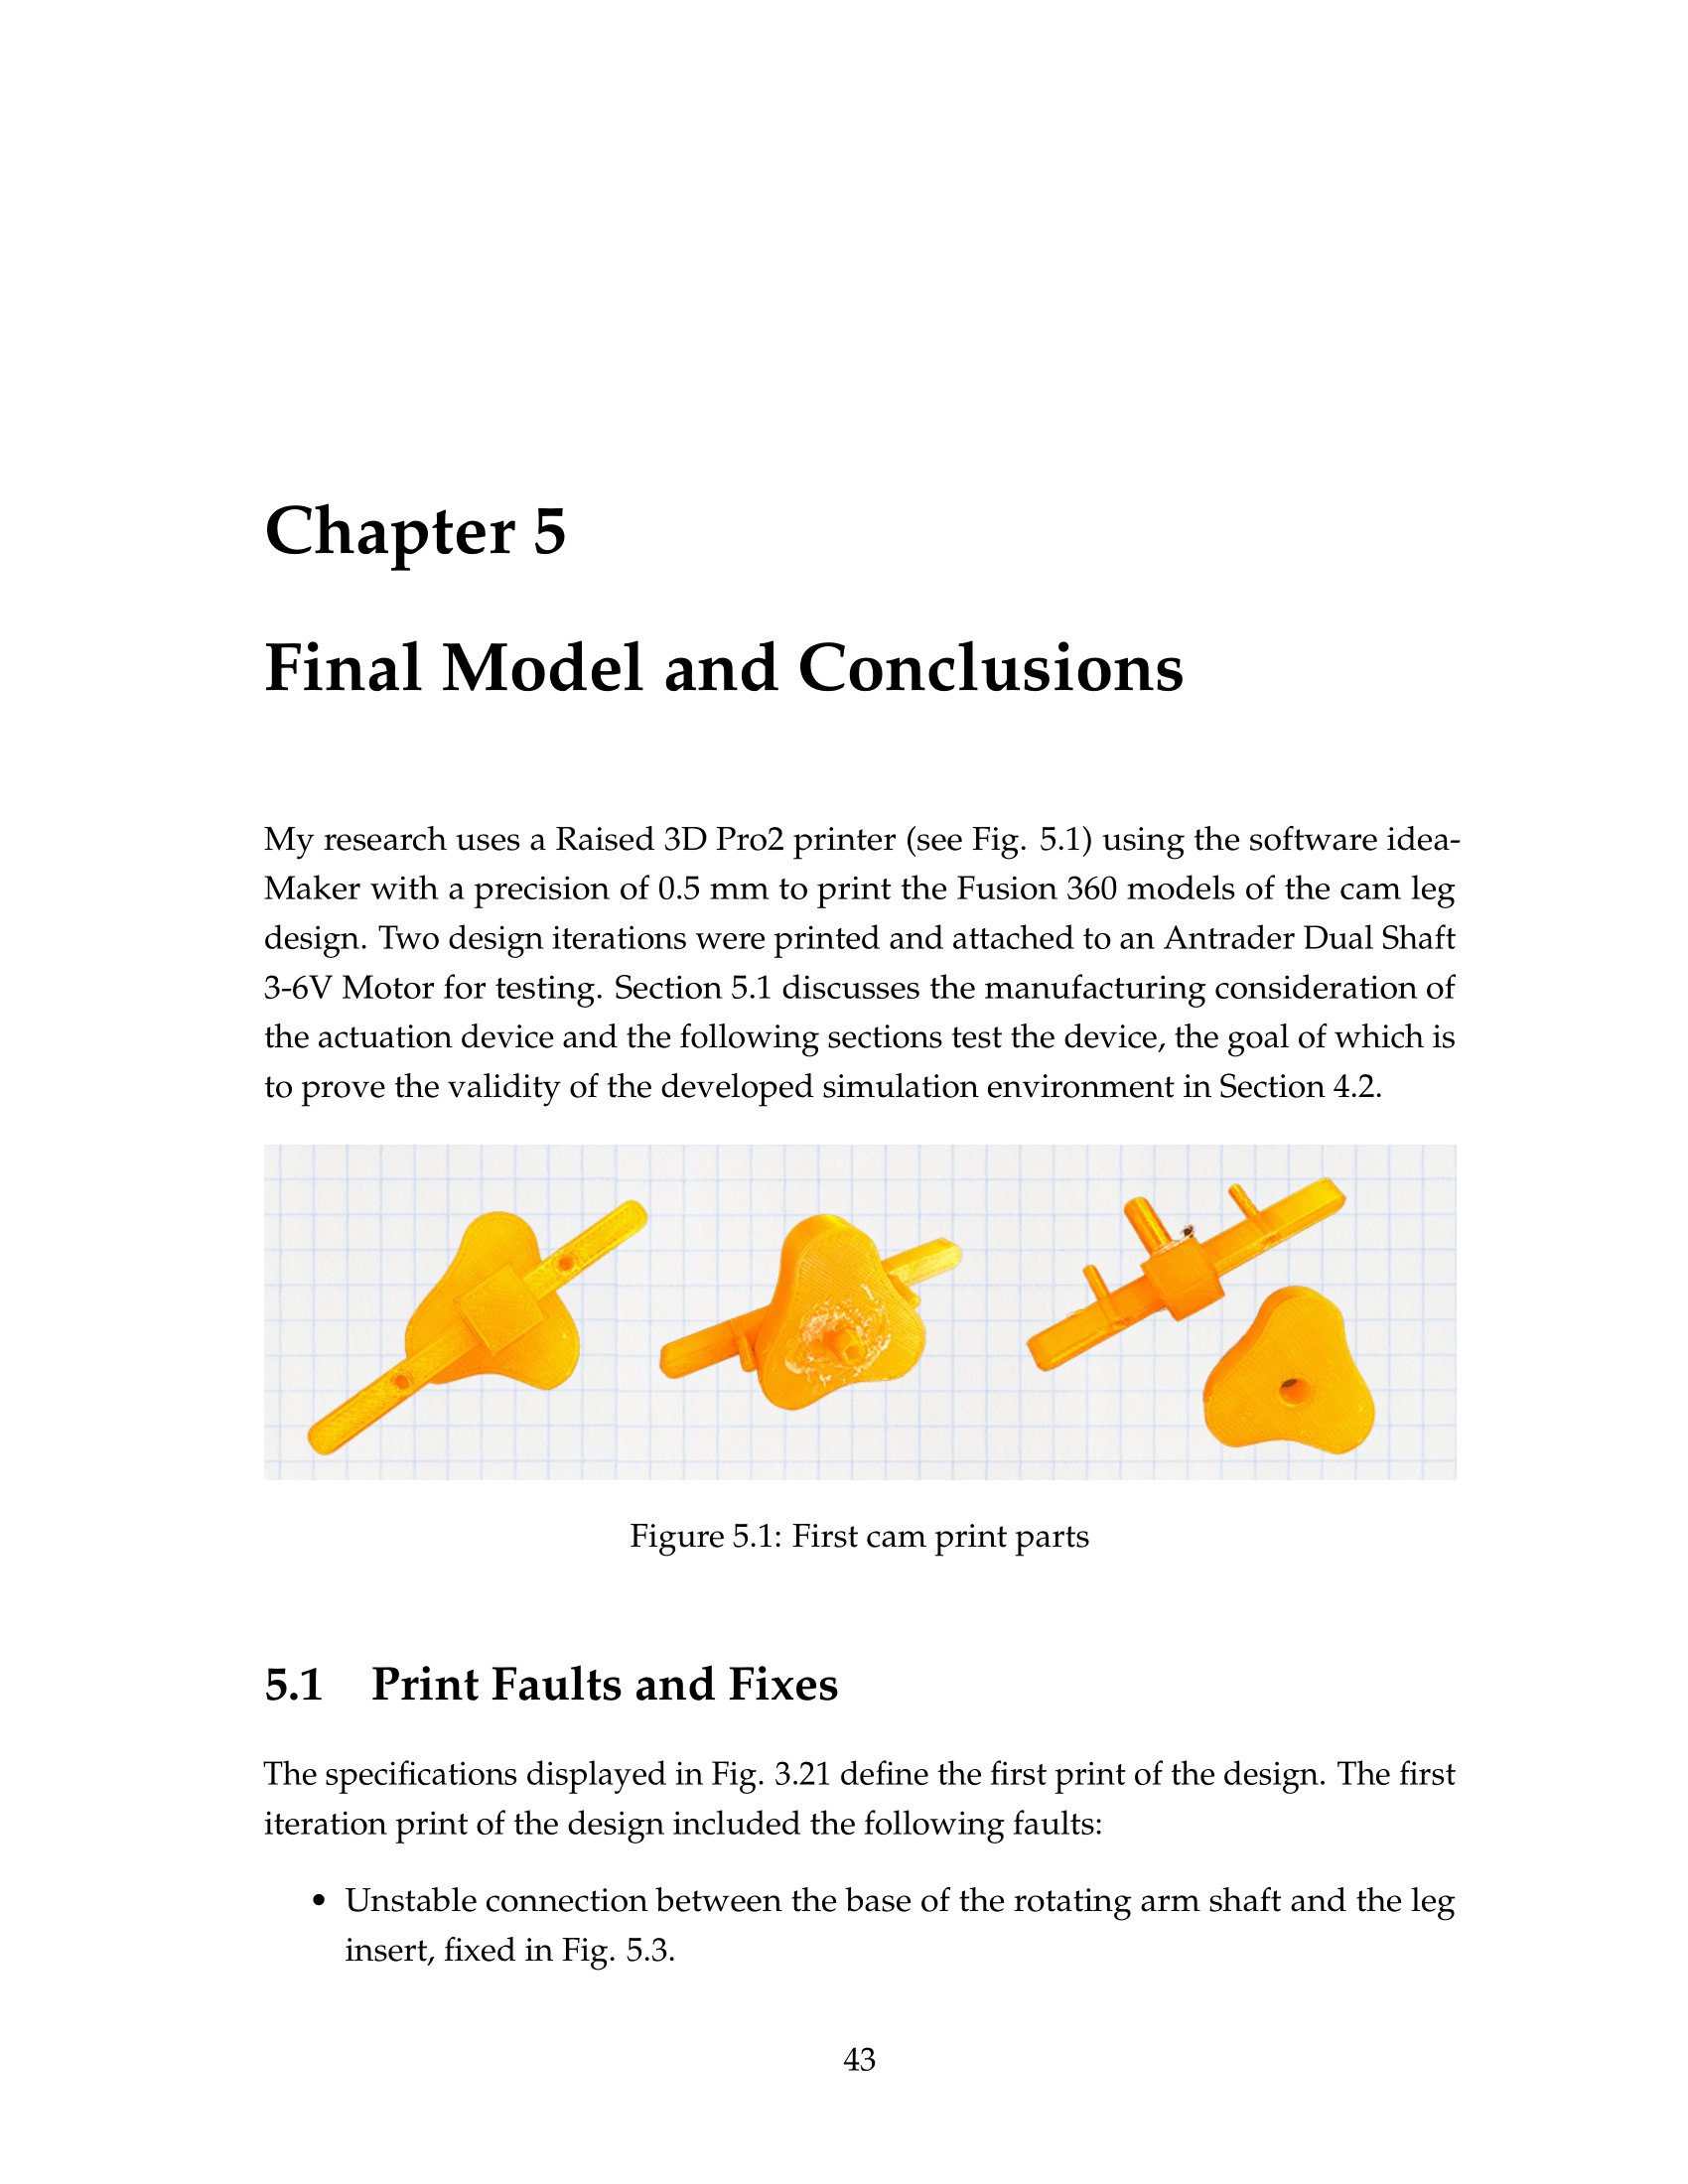 Chapter 5
Final Model and Conclusions
My research uses a Raised 3D Pro2 printer (see Fig. 5.1) using the software idea-
Maker with a precision of 0.5 mm to print the Fusion 360 models of the cam leg
design. Two design iterations were printed and attached to an Antrader Dual Shaft
3-6V Motor for testing. Section 5.1 discusses the manufacturing consideration of
the actuation device and the following sections test the device, the goal of which is
to prove the validity of the developed simulation environment in Section 4.2.
Figure 5.1: First cam print parts
5.1 Print Faults and Fixes
The specifications displayed in Fig. 3.21 define the first print of the design. The first
iteration print of the design included the following faults:
• Unstable connection between the base of the rotating arm shaft and the leg
insert, fixed in Fig. 5.3.
43